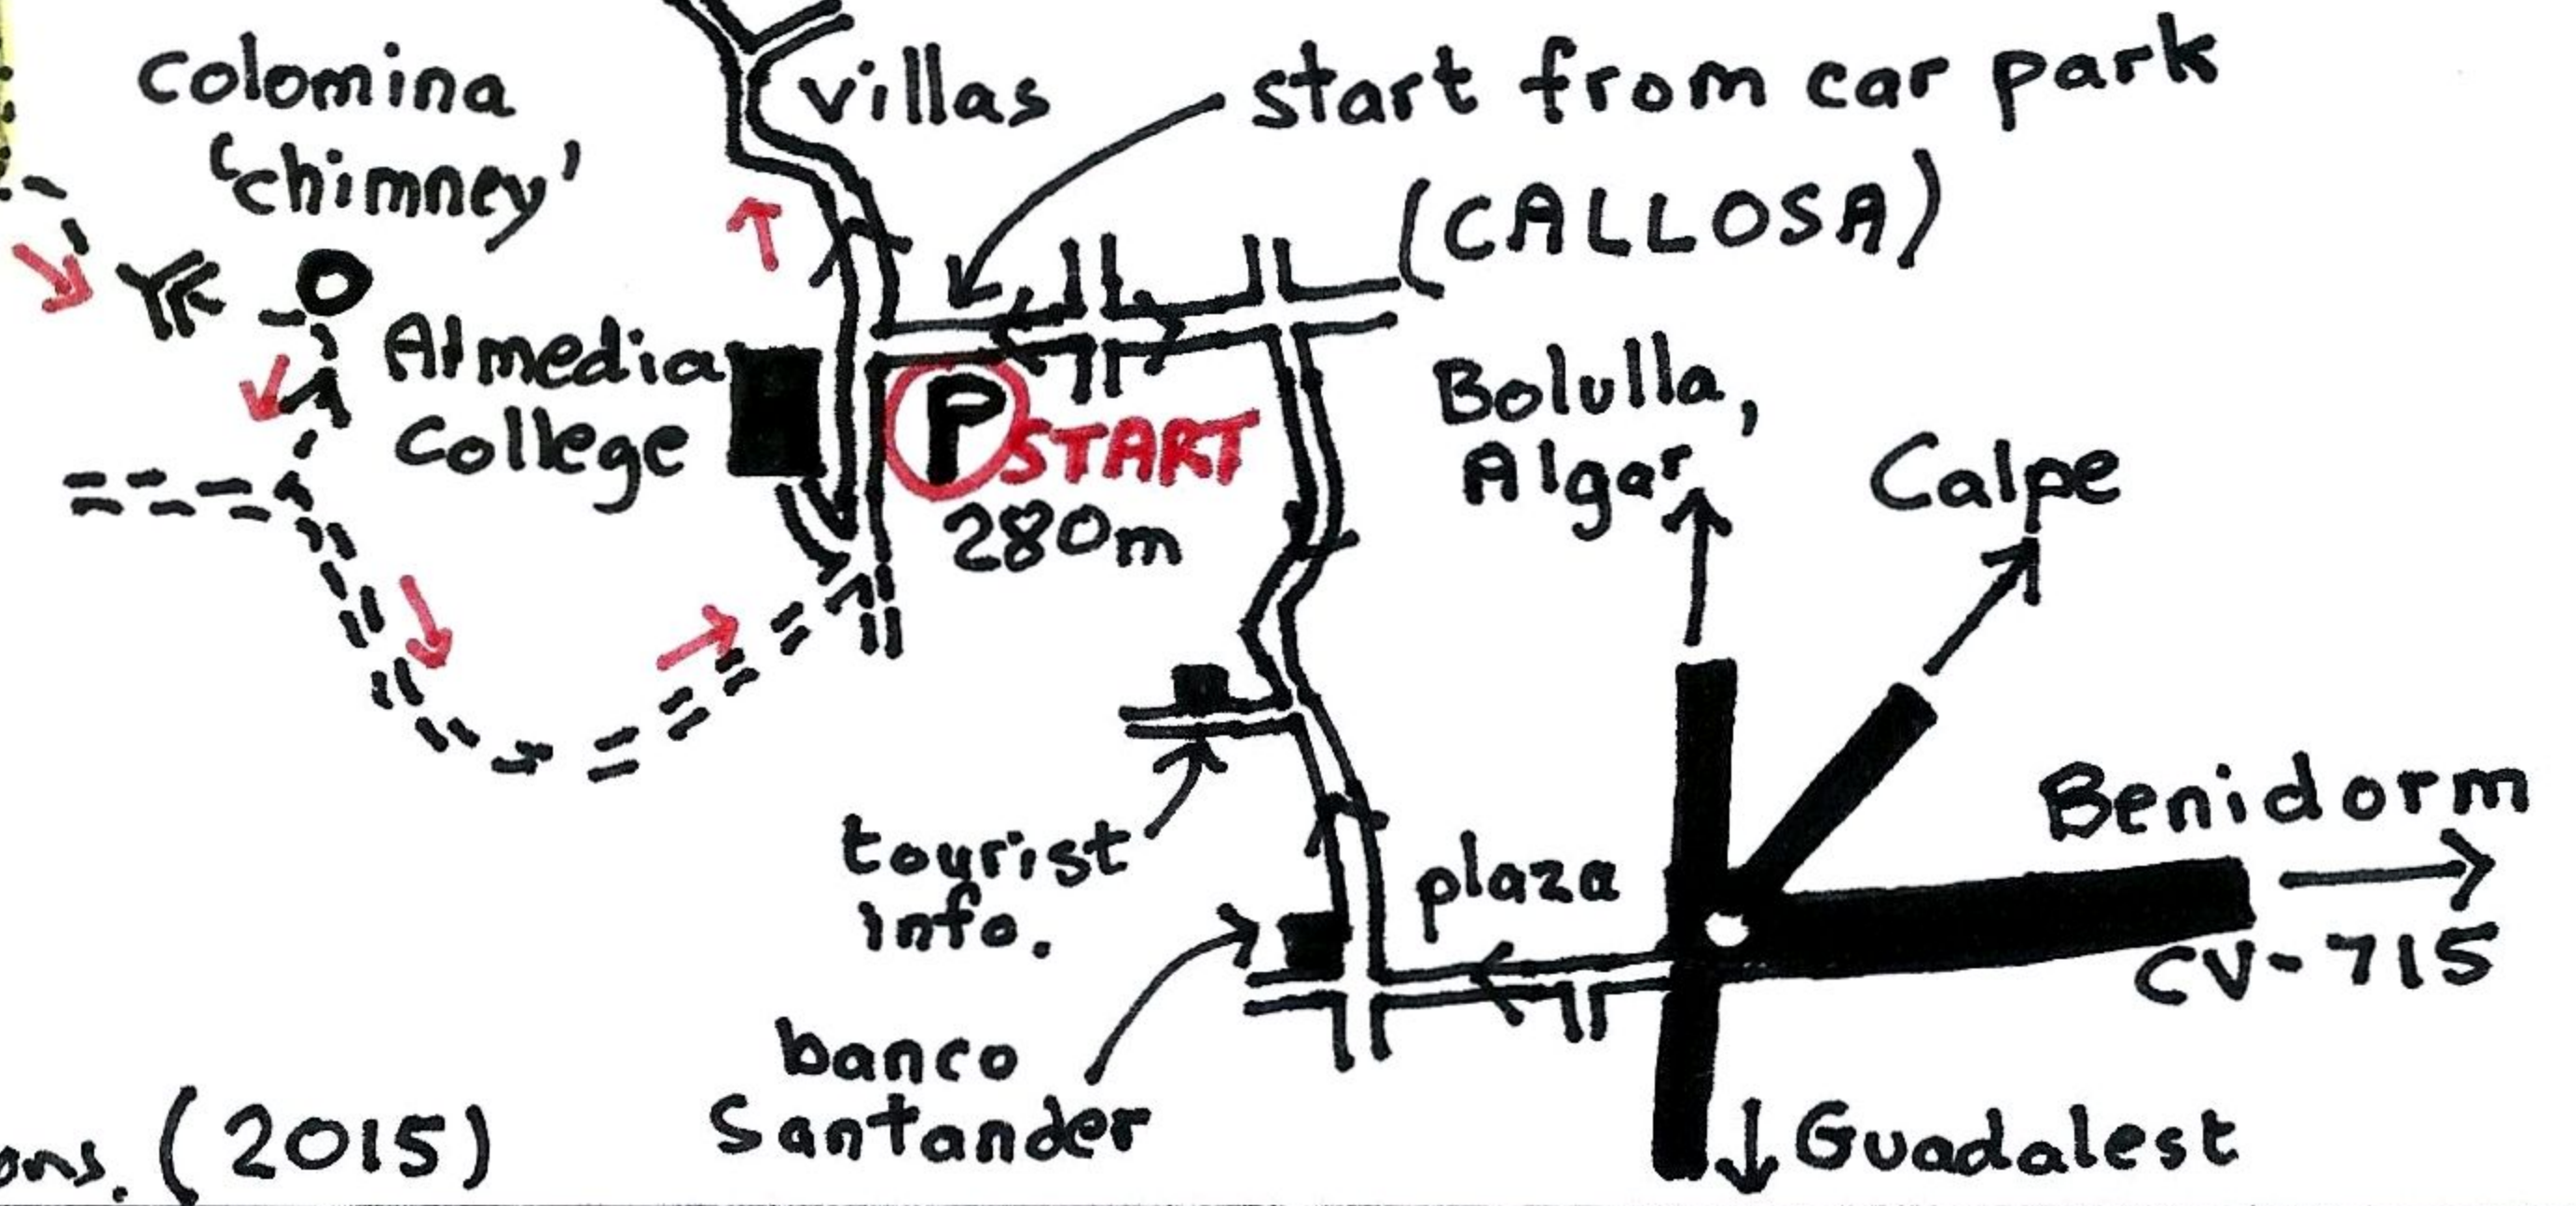 colomina
'chimney'
villas
start from car park
(CALLOSA)
Almedia
college
P
START
280m
Bolulla,
Algar
Calpe
Benidorm
CV-715
plaza
tourist
info.
banco
Santander
Guadalest
(2015)